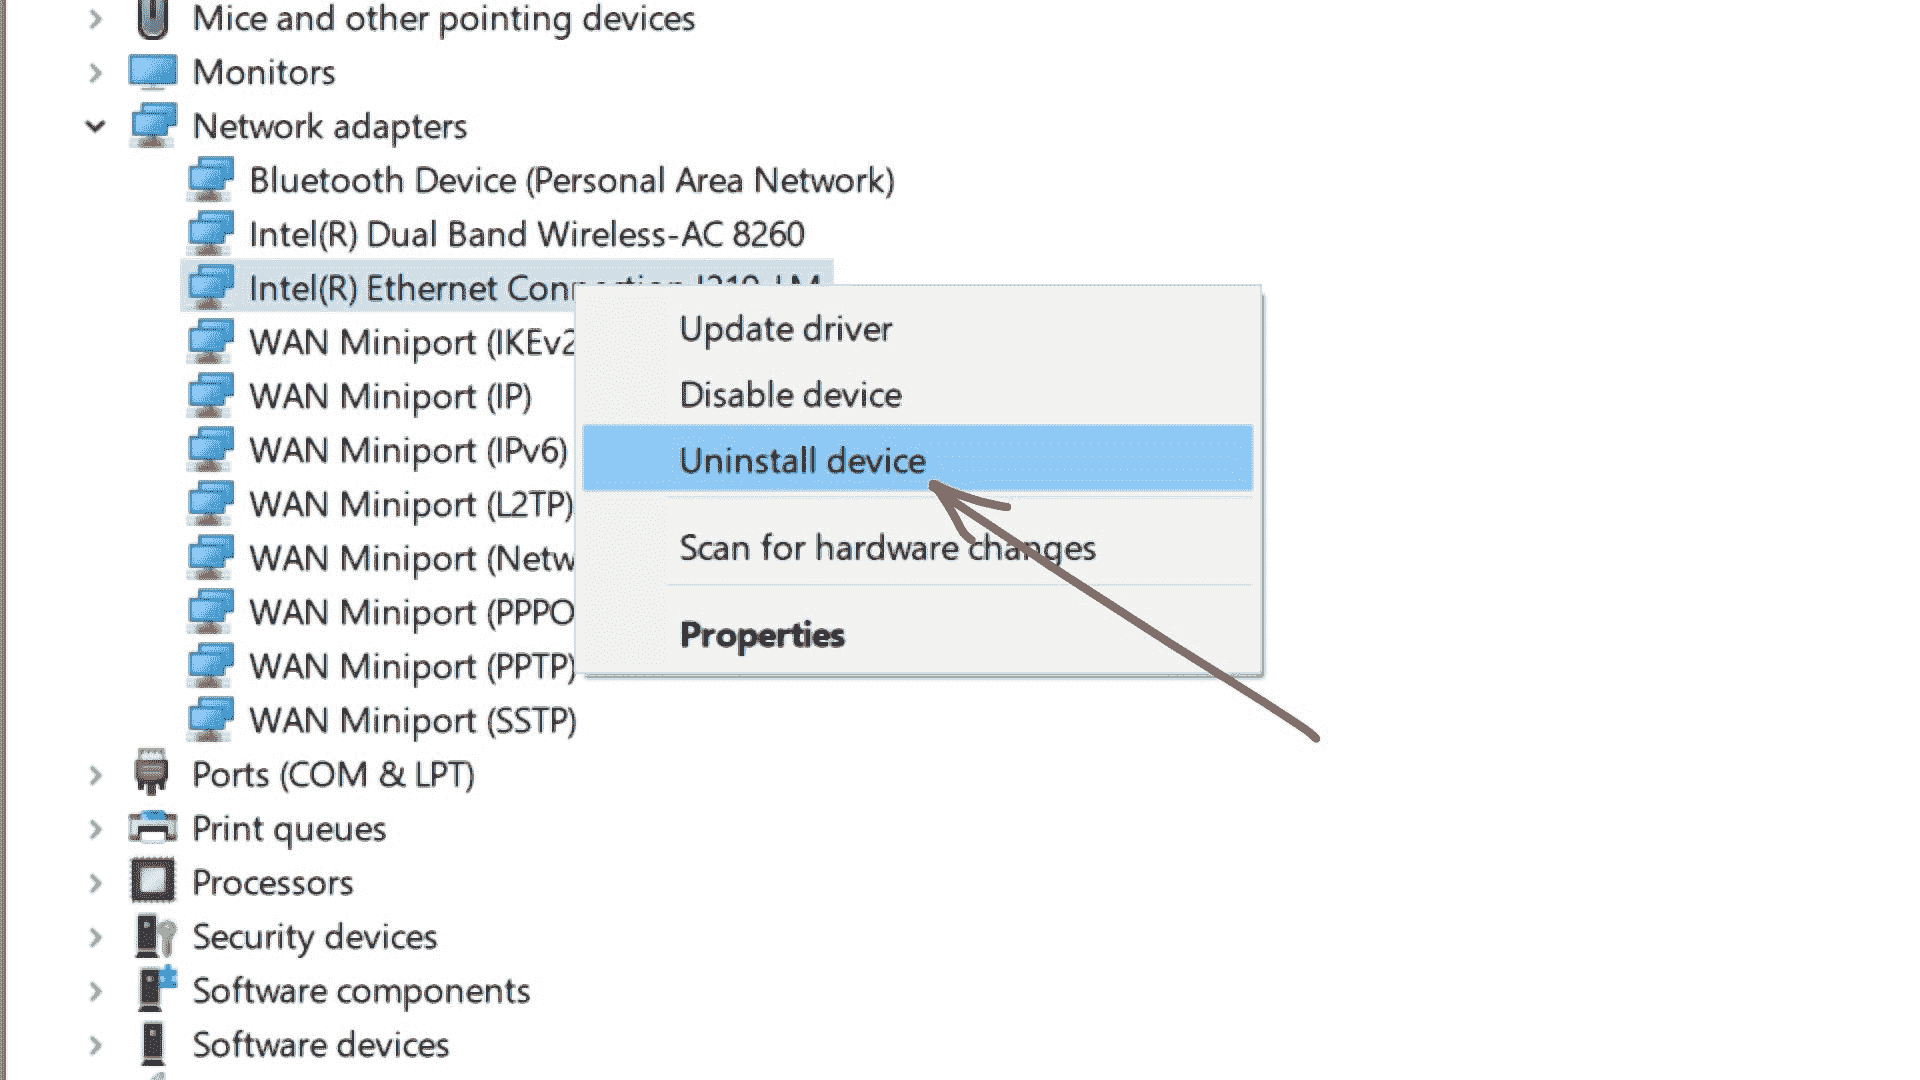 Mice and other pointing devices
Monitors
Network adapters
Bluetooth Device (Personal Area Network)
Intel(R) Dual Band Wireless-AC 8260
Intel(R) Ethernet
WAN Miniport (IKEv2
Update driver
Disable device
Uninstall device
Scan for hardware changes
Properties
WAN Miniport (IP)
WAN Miniport (IPv6)
WAN Miniport (L2TP)
WAN Miniport (Netw
WAN Miniport (PPPO
WAN Miniport (PPTP)
WAN Miniport (SSTP)
Ports (COM & LPT)
Print queues
Processors
Security devices
Software components
Software devices